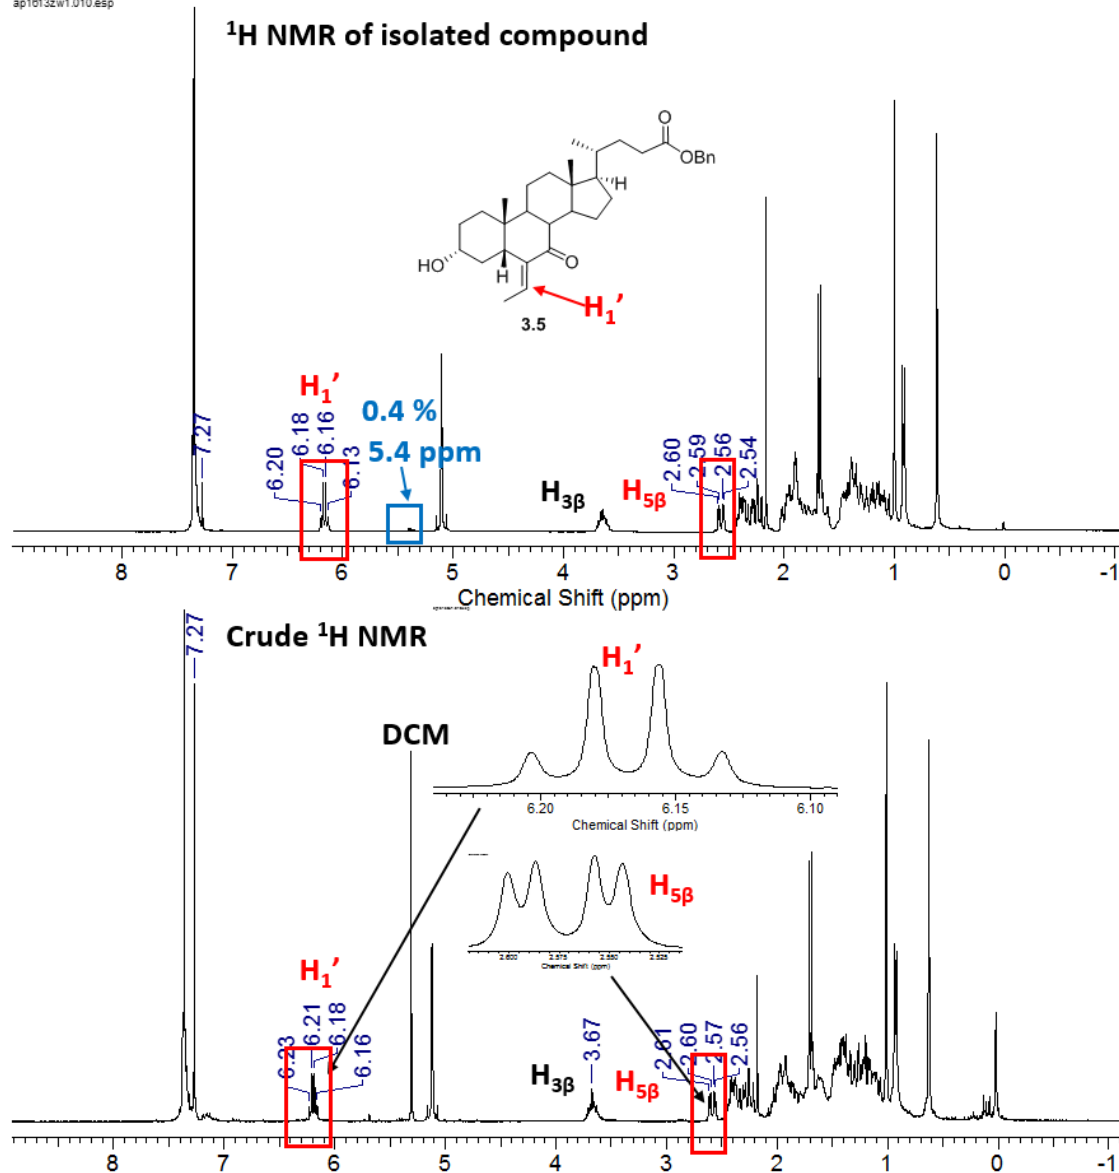 ap1613zw1.010.esp
¹H NMR of isolated compound
O
OBn
H
HO
H
O
H₁’
3.5
H₁’
0.4 %
5.4 ppm
7.27
6.20
6.18
6.16
6.13
H₃β
H₅β
2.60
2.59
2.56
2.54
8 7 6 5 4 3 2 1 0 -1
Chemical Shift (ppm)
Crude ¹H NMR
7.27
H₁’
DCM
6.20 6.15 6.10
Chemical Shift (ppm)
H₅β
2.600 2.575 2.550 2.525
Chemical Shift (ppm)
H₁’
6.23
6.21
6.18
6.16
3.67
H₃β
H₅β
2.61
2.60
2.57
2.56
8 7 6 5 4 3 2 1 0 -1